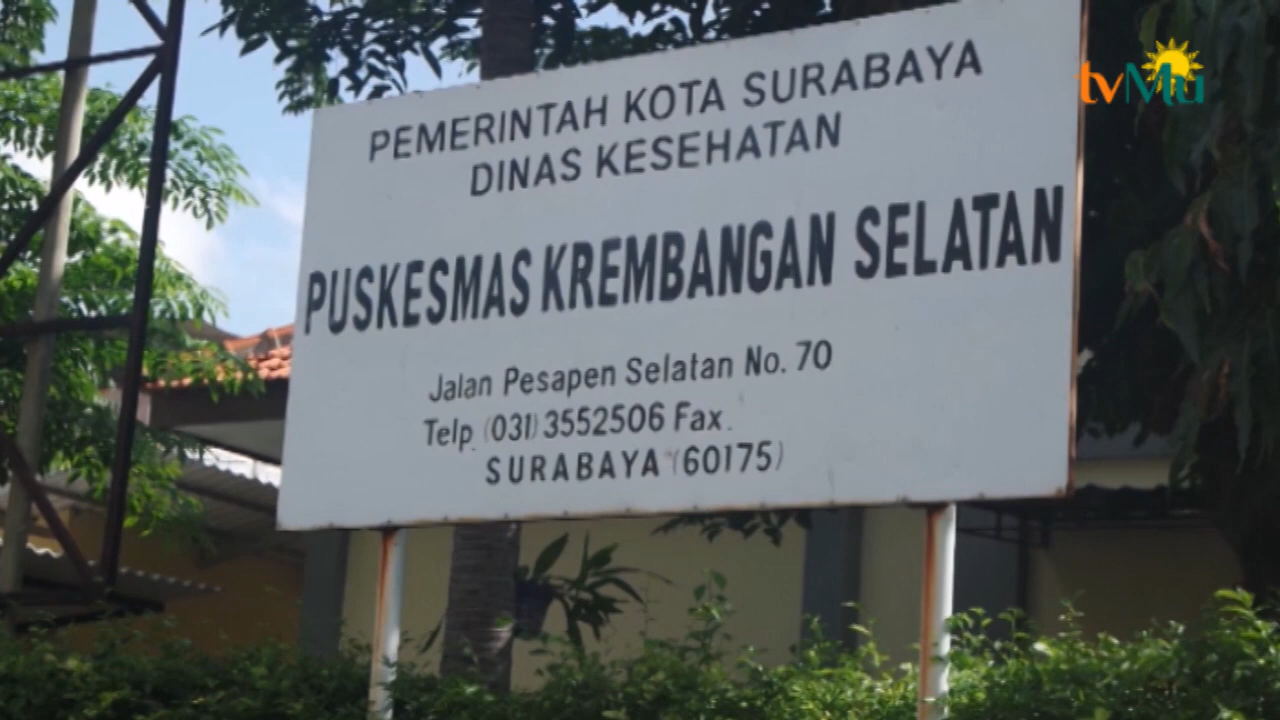 PEMERINTAH KOTA SURABAYA
DINAS KESEHATAN
PUSKESMAS KREMBANGAN SELATAN
Jalan Pesapen Selatan No. 70
Telp. (031) 3552506 Fax.
SURABAYA (60175)
tvMu